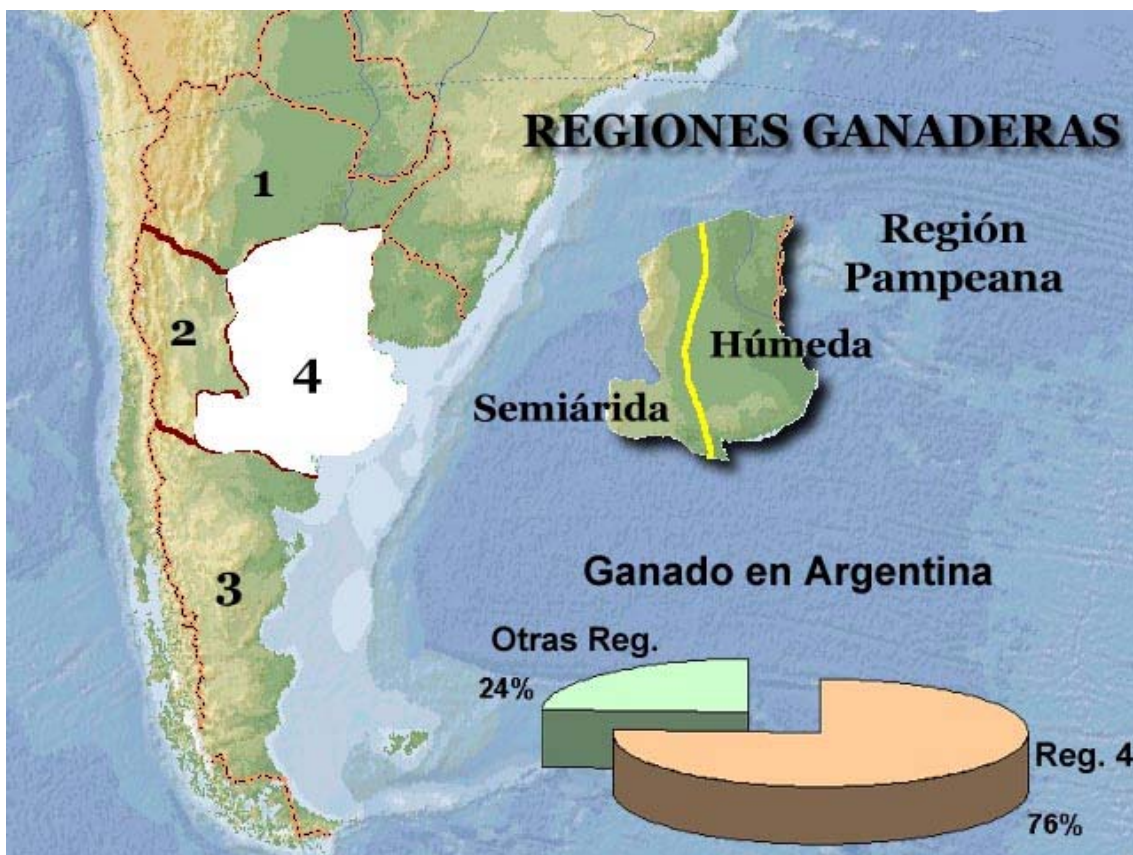 REGIONES GANADERAS
1
2
3
4
Región
Pampeana
Húmeda
Semiárida
Ganado en Argentina
Otras Reg.
24%
Reg. 4
76%